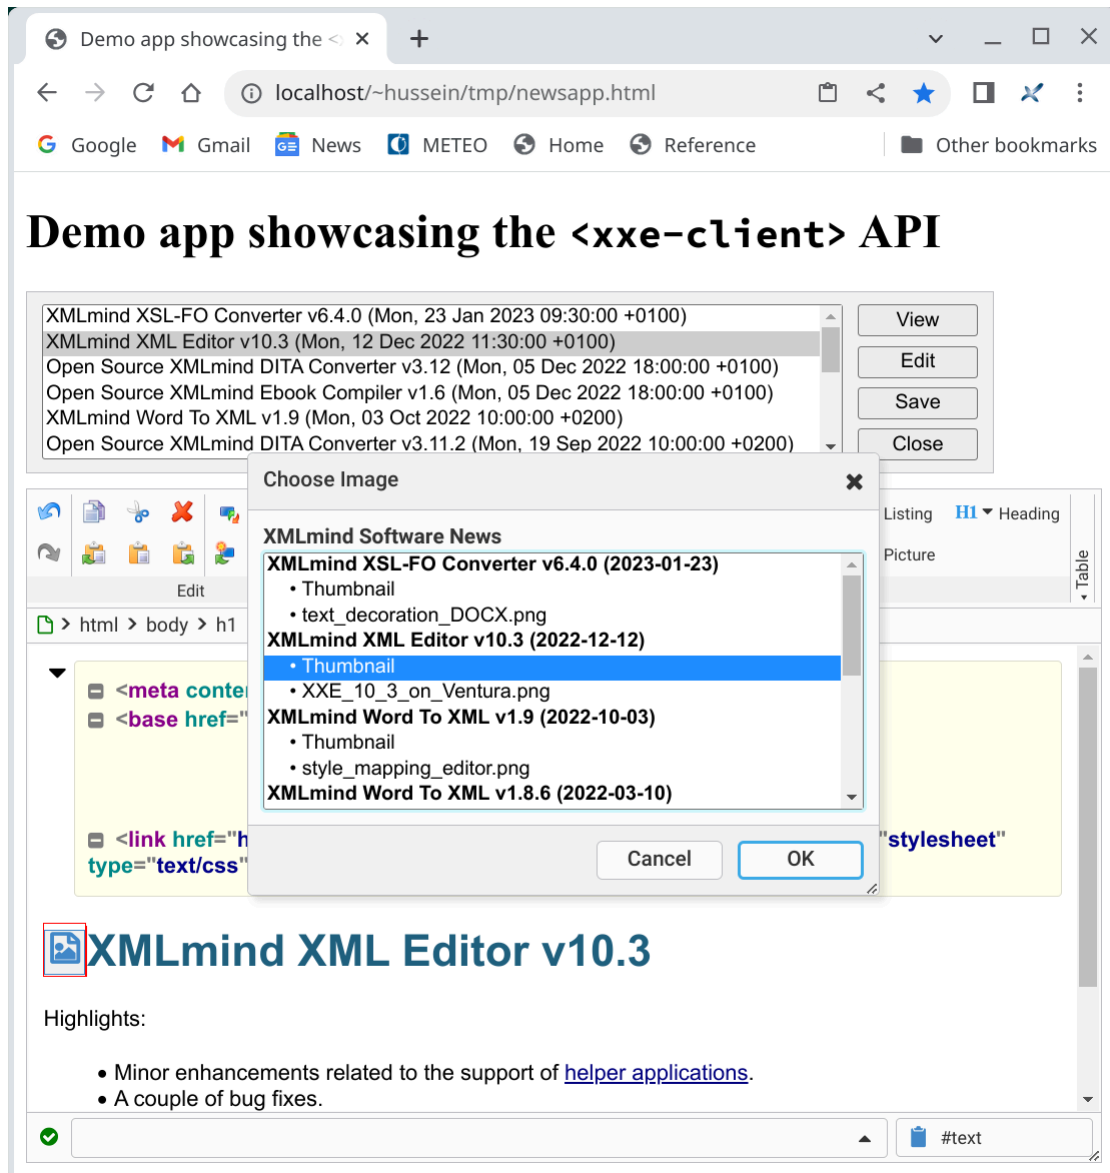 Demo app showcasing the <
localhost/~hussein/tmp/newsapp.html
Google Gmail News METEO Home Reference Other bookmarks
Demo app showcasing the <xxe-client> API
XMLmind XSL-FO Converter v6.4.0 (Mon, 23 Jan 2023 09:30:00 +0100)
XMLmind XML Editor v10.3 (Mon, 12 Dec 2022 11:30:00 +0100)
Open Source XMLmind DITA Converter v3.12 (Mon, 05 Dec 2022 18:00:00 +0100)
Open Source XMLmind Ebook Compiler v1.6 (Mon, 05 Dec 2022 18:00:00 +0100)
XMLmind Word To XML v1.9 (Mon, 03 Oct 2022 10:00:00 +0200)
Open Source XMLmind DITA Converter v3.11.2 (Mon, 19 Sep 2022 10:00:00 +0200)
View
Edit
Save
Close
Choose Image
XMLmind Software News
XMLmind XSL-FO Converter v6.4.0 (2023-01-23)
• Thumbnail
• text_decoration_DOCX.png
XMLmind XML Editor v10.3 (2022-12-12)
• Thumbnail
• XXE_10_3_on_Ventura.png
XMLmind Word To XML v1.9 (2022-10-03)
• Thumbnail
• style_mapping_editor.png
XMLmind Word To XML v1.8.6 (2022-03-10)
Cancel OK
Listing H1 Heading
Picture
Table
Edit
html > body > h1
<meta conte
<base href="
<link href="h
"stylesheet"
type="text/css"
XMLmind XML Editor v10.3
Highlights:
• Minor enhancements related to the support of helper applications.
• A couple of bug fixes.
#text